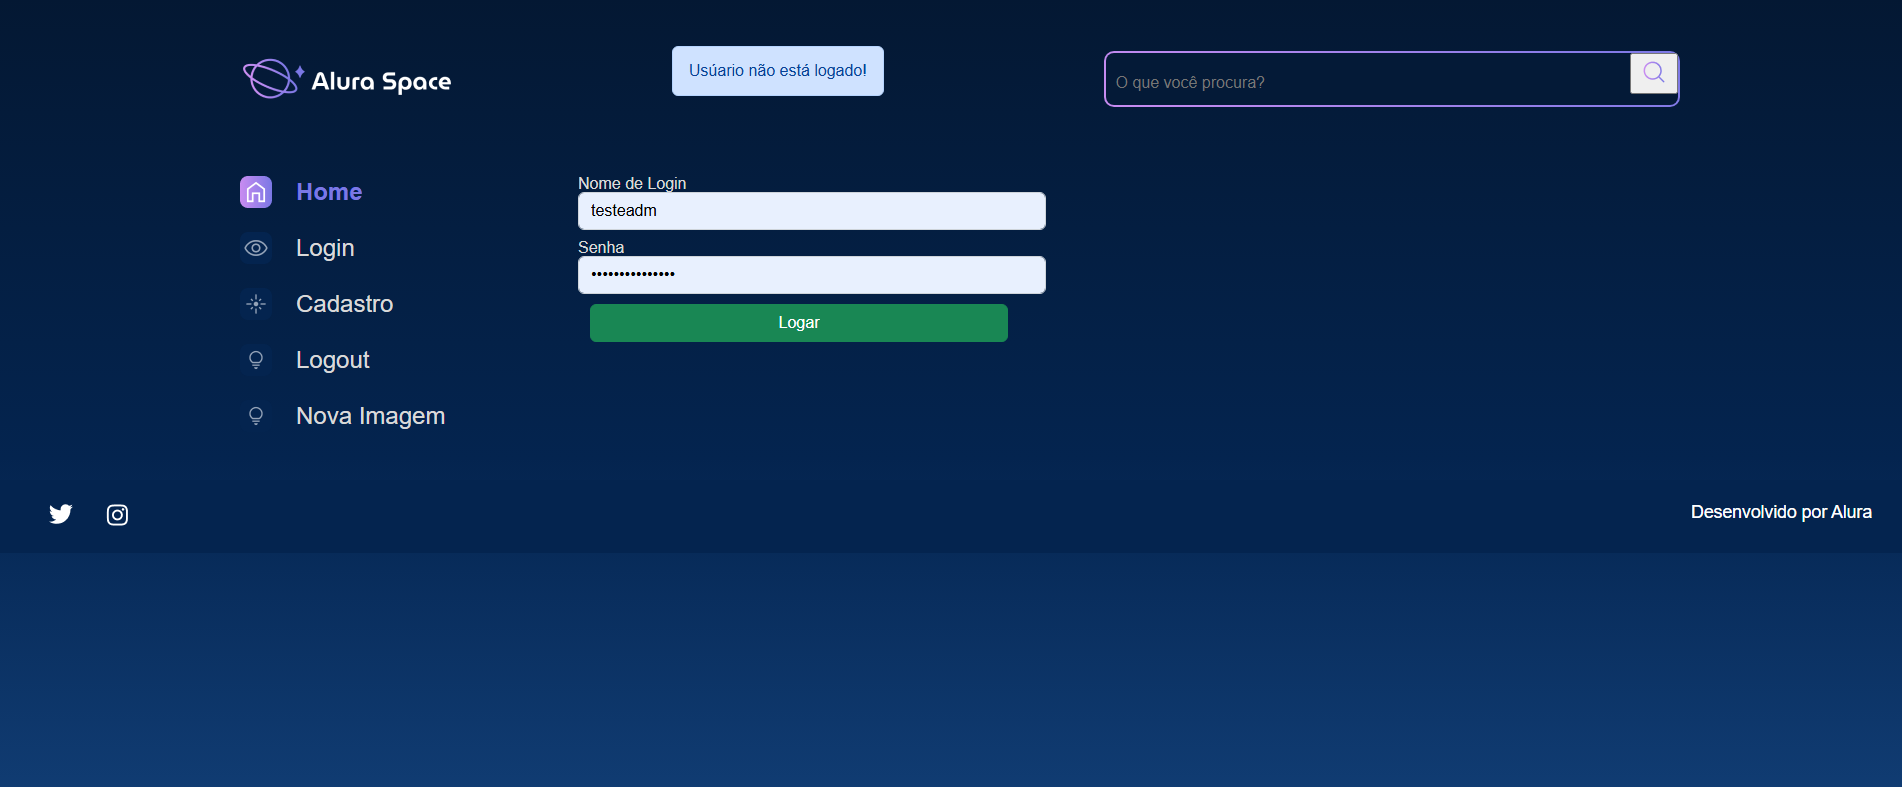 Alura Space
Usúario não está logado!
O que você procura?
Home
Login
Cadastro
Logout
Nova Imagem
Nome de Login
testeadm
Senha
•••••••••••••••
Logar
Desenvolvido por Alura